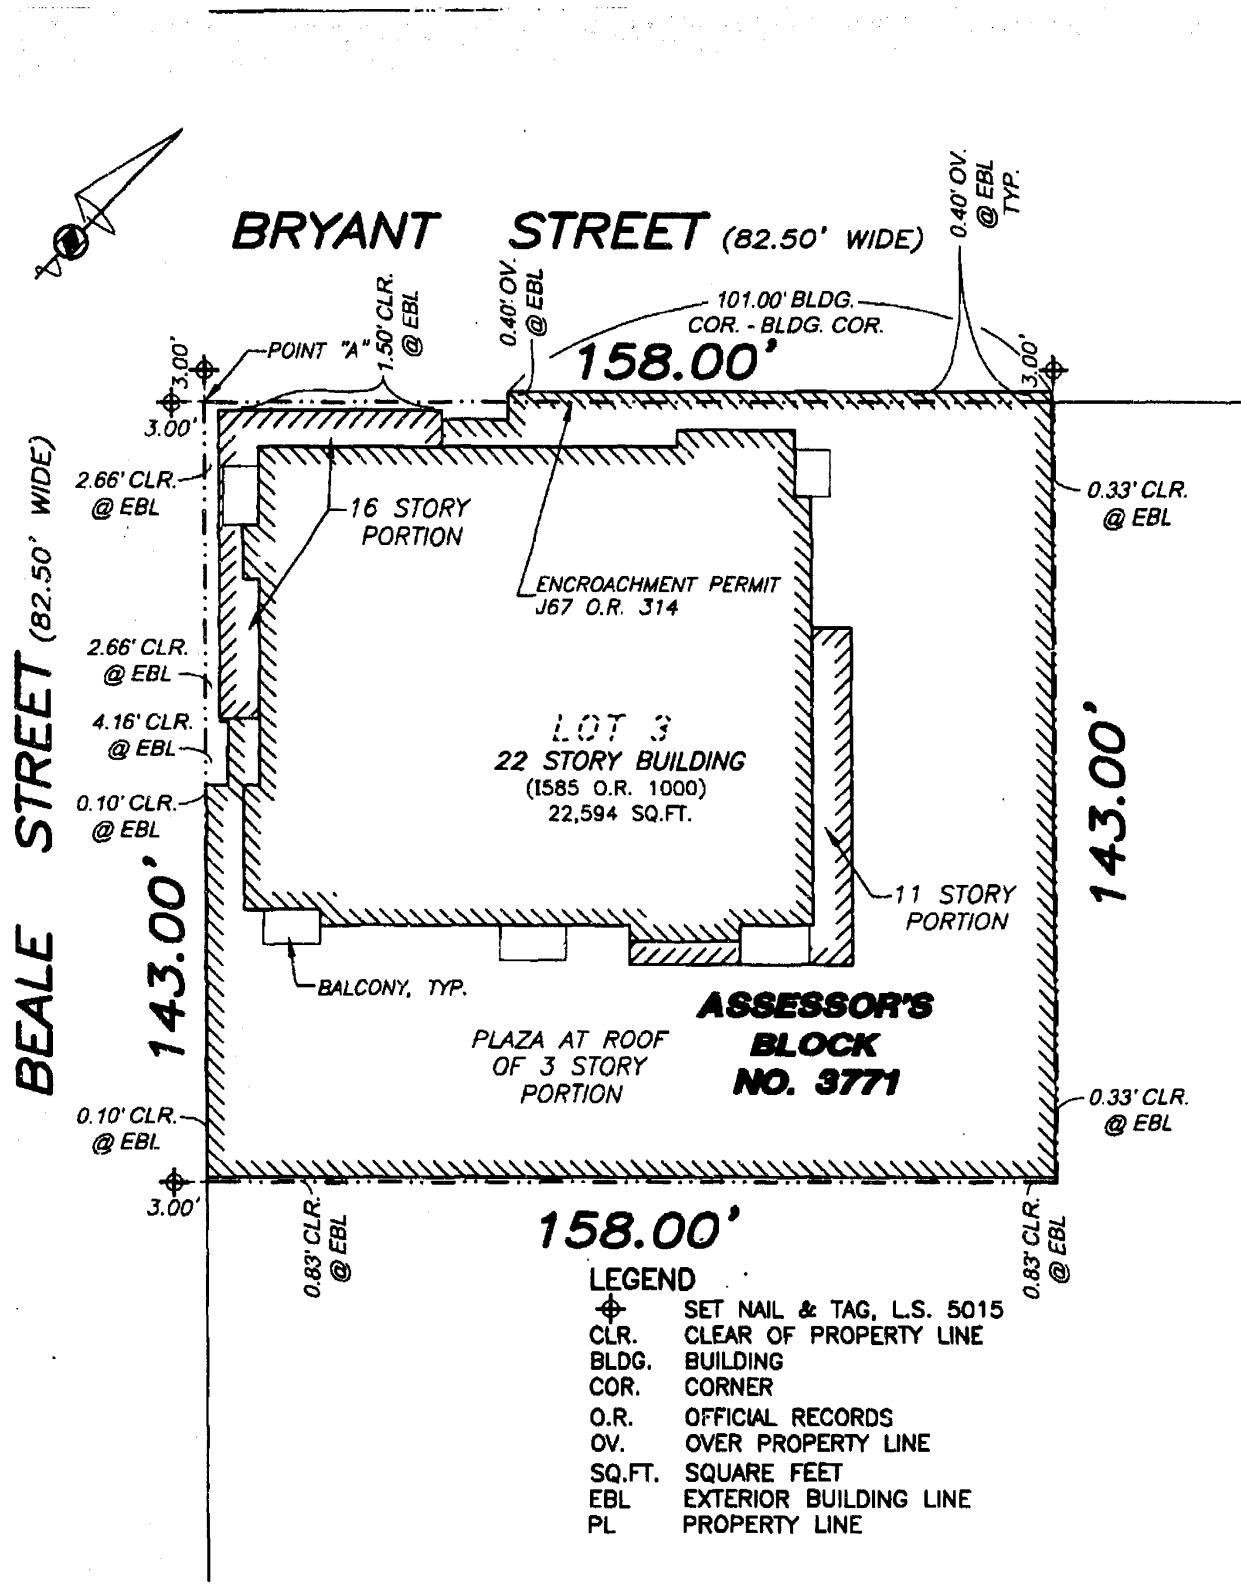 BRYANT STREET (82.50' WIDE)
0.40' OV.
@ EBL
TYP.
1.50' CLR.
@ EBL
0.40' OV.
@ EBL
101.00' BLDG.
COR. - BLDG. COR.
158.00'
3.00'
POINT "A"
3.00'
3.00'
2.66' CLR.
@ EBL
16 STORY
PORTION
0.33' CLR.
@ EBL
ENCROACHMENT PERMIT
J67 O.R. 314
BEALE STREET (82.50' WIDE)
2.66' CLR.
@ EBL
4.16' CLR.
@ EBL
0.10' CLR.
@ EBL
LOT 3
22 STORY BUILDING
(I585 O.R. 1000)
22,594 SQ.FT.
143.00'
143.00'
11 STORY
PORTION
BALCONY, TYP.
ASSESSOR'S
BLOCK
NO. 3771
PLAZA AT ROOF
OF 3 STORY
PORTION
0.10' CLR.
@ EBL
0.33' CLR.
@ EBL
3.00'
0.83' CLR.
@ EBL
158.00'
0.83' CLR.
@ EBL
LEGEND
SET NAIL & TAG, L.S. 5015
CLR. CLEAR OF PROPERTY LINE
BLDG. BUILDING
COR. CORNER
O.R. OFFICIAL RECORDS
OV. OVER PROPERTY LINE
SQ.FT. SQUARE FEET
EBL EXTERIOR BUILDING LINE
PL PROPERTY LINE